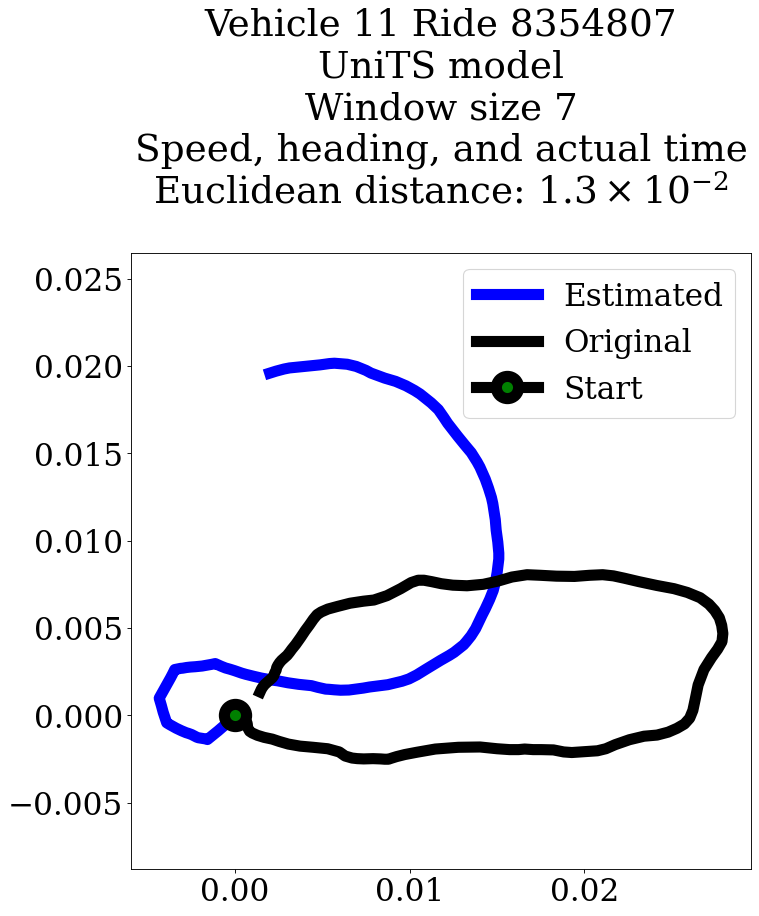 Vehicle 11 Ride 8354807
UniTS model
Window size 7
Speed, heading, and actual time
Euclidean distance: 1.3 × 10⁻²
Estimated
Original
Start
0.025
0.020
0.015
0.010
0.005
0.000
−0.005
0.00 0.01 0.02